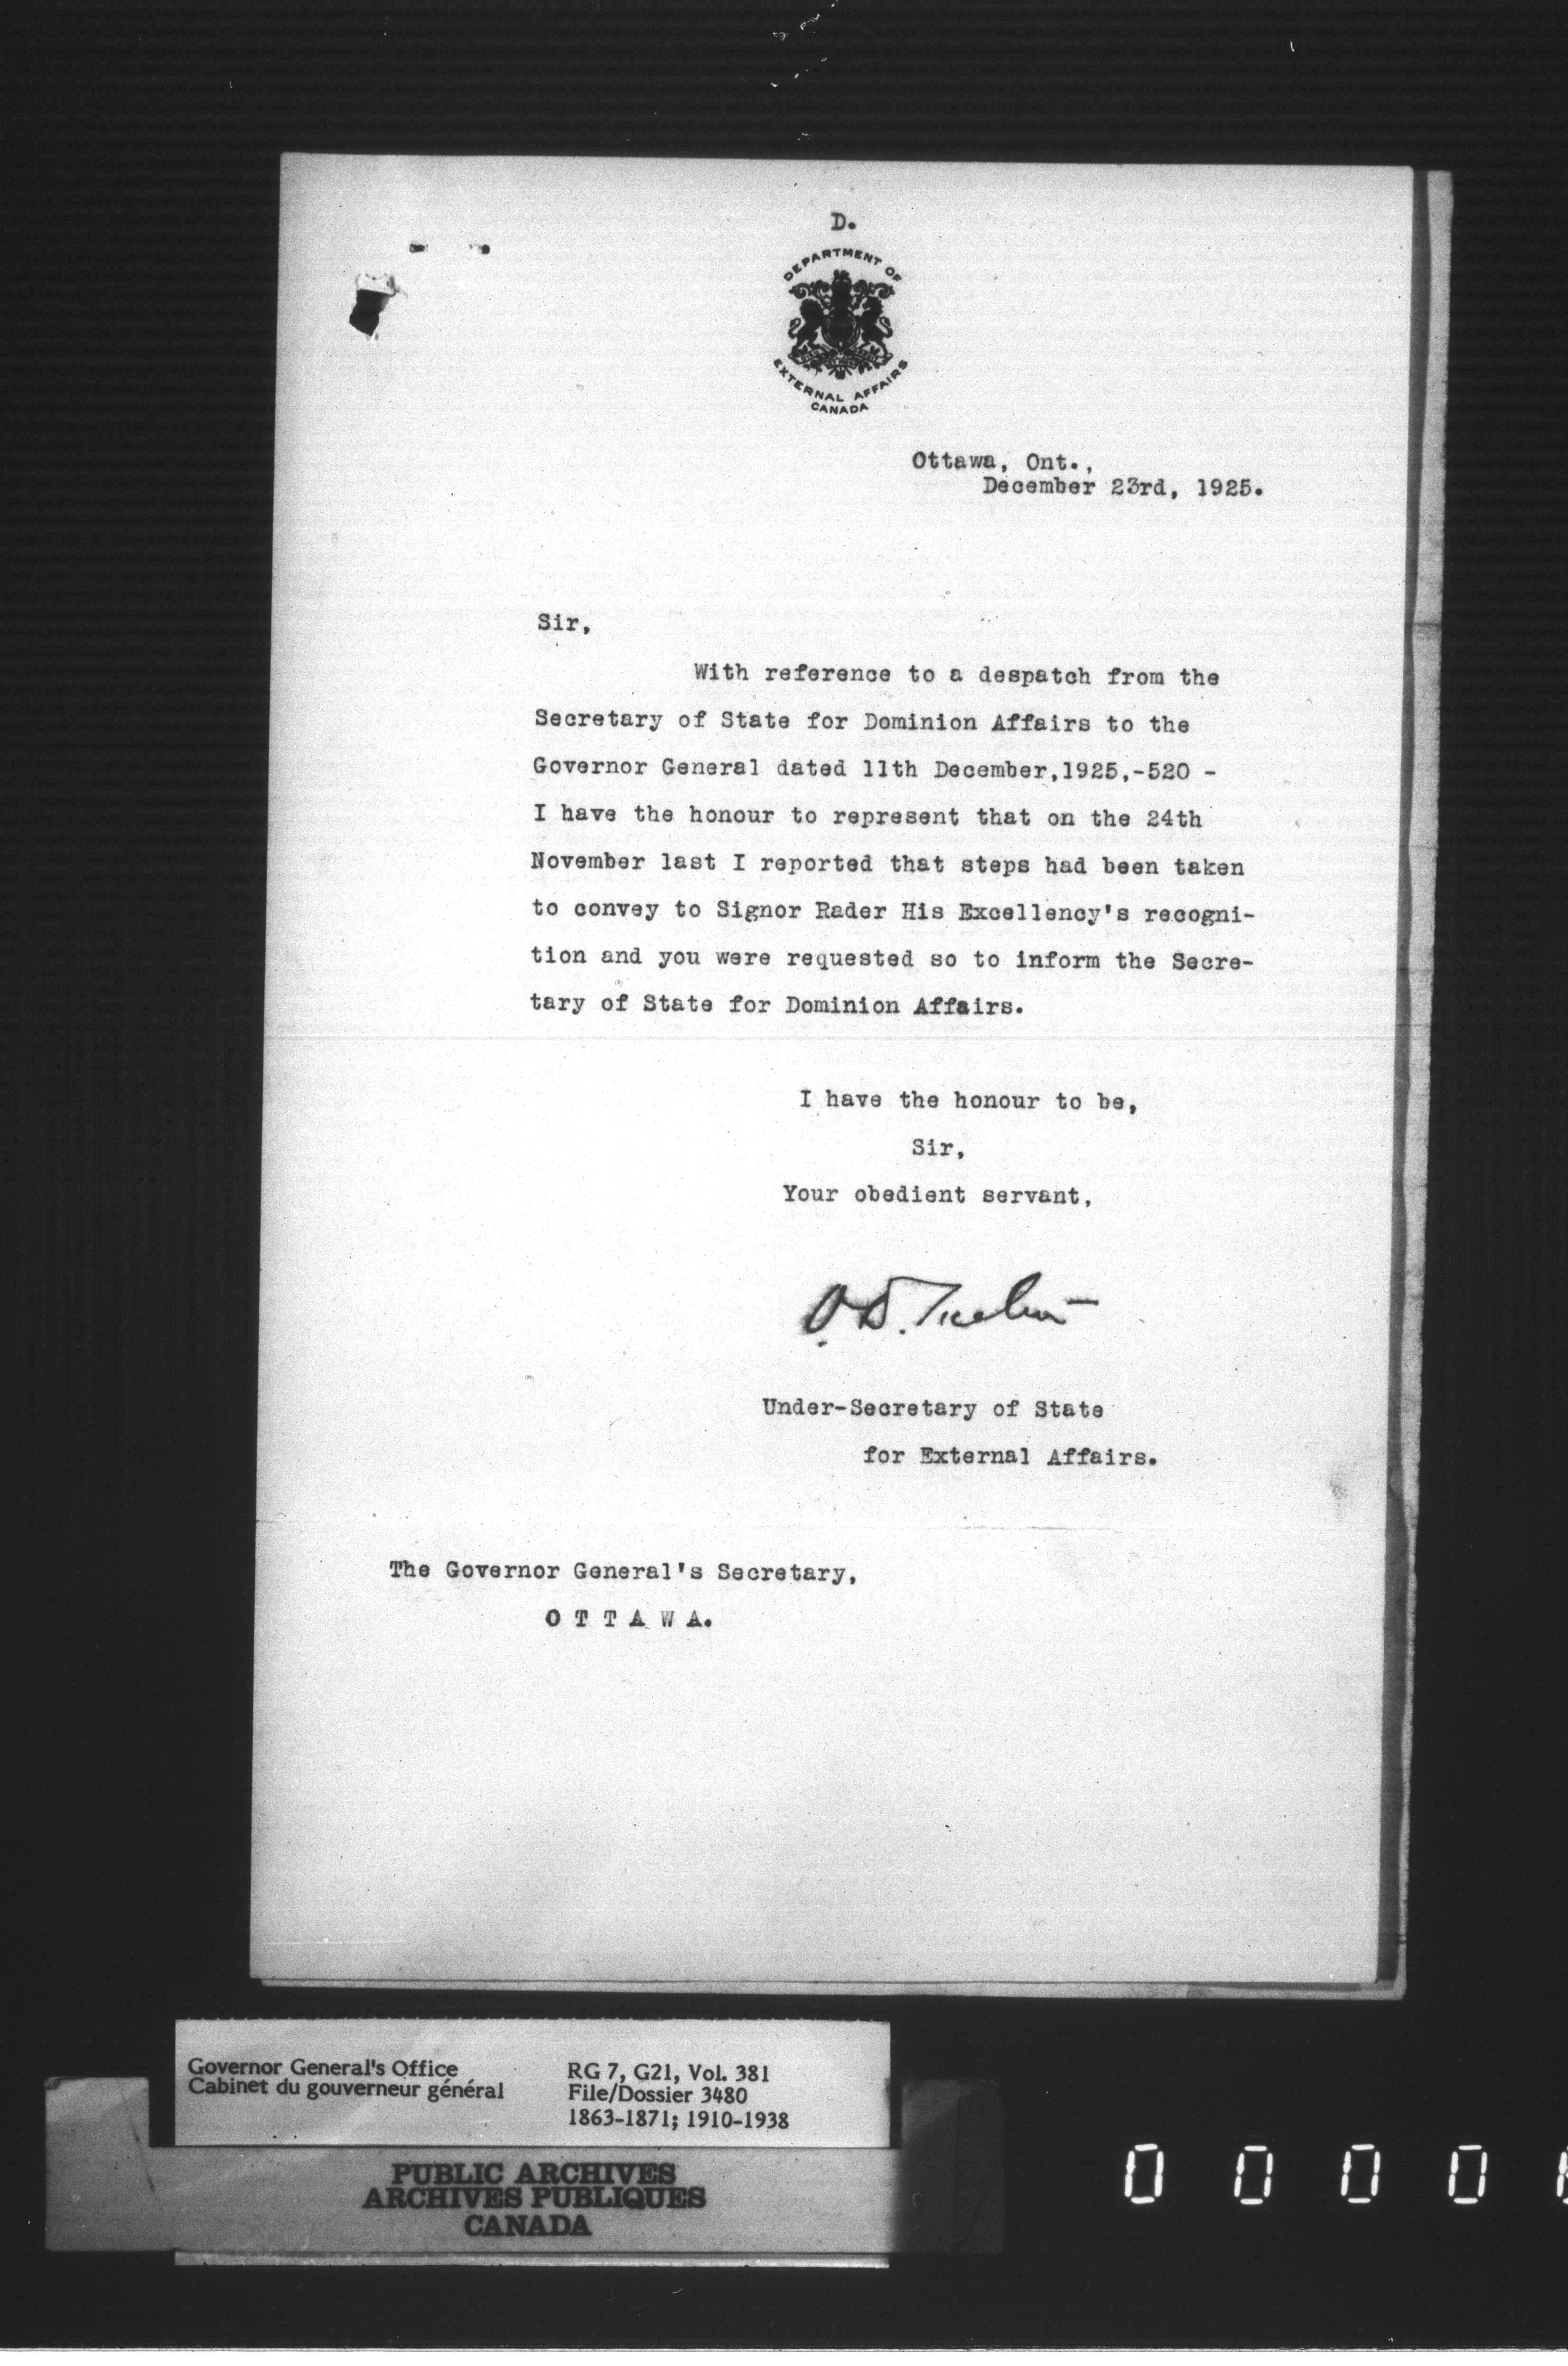 D.
DEPARTMENT OF
EXTERNAL AFFAIRS
CANADA
Ottawa, Ont.,
December 23rd, 1925.
Sir,
With reference to a despatch from the
Secretary of State for Dominion Affairs to the
Governor General dated 11th December,1925,-520 -
I have the honour to represent that on the 24th
November last I reported that steps had been taken
to convey to Signor Rader His Excellency's recogni-
tion and you were requested so to inform the Secre-
tary of State for Dominion Affairs.
I have the honour to be,
Sir,
Your obedient servant,
O.D.
Under-Secretary of State
for External Affairs.
The Governor General's Secretary,
O T T A W A.
Governor General's Office
Cabinet du gouverneur général
RG 7, G21, Vol. 381
File/Dossier 3480
1863-1871; 1910-1938
PUBLIC ARCHIVES
ARCHIVES PUBLIQUES
CANADA
0 0 0 0